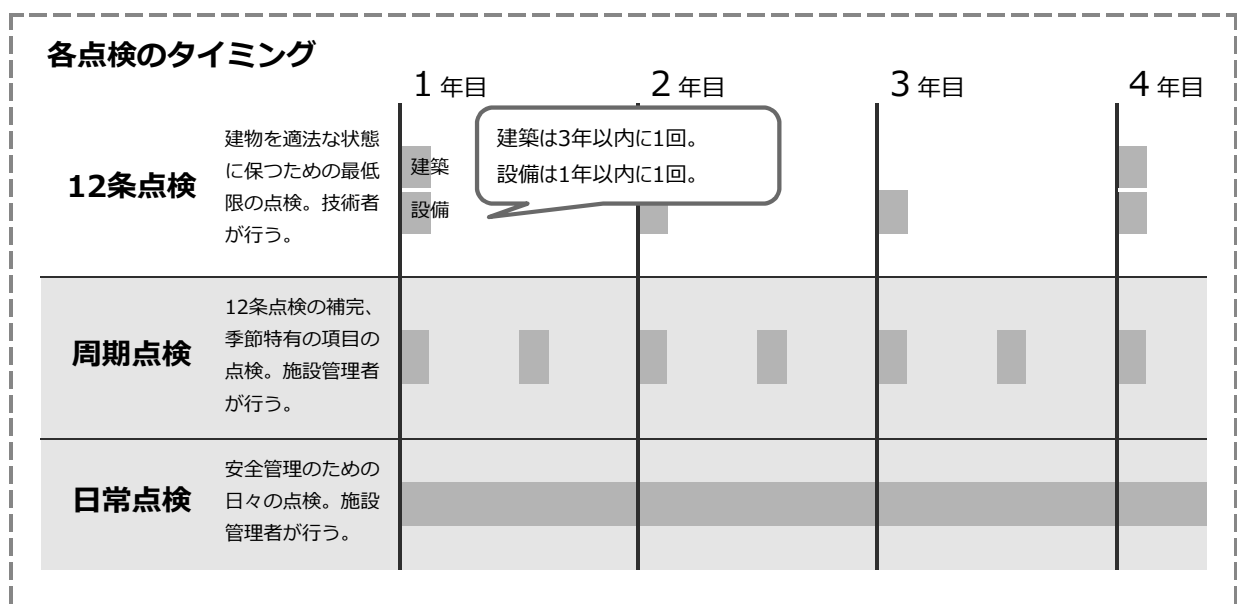 各点検のタイミング
1 年目
2 年目
3 年目
4 年目
12条点検
建物を適法な状態
に保つための最低
限の点検。技術者
が行う。
建築
設備
建築は3年以内に1回。
設備は1年以内に1回。
周期点検
12条点検の補完、
季節特有の項目の
点検。施設管理者
が行う。
日常点検
安全管理のための
日々の点検。施設
管理者が行う。